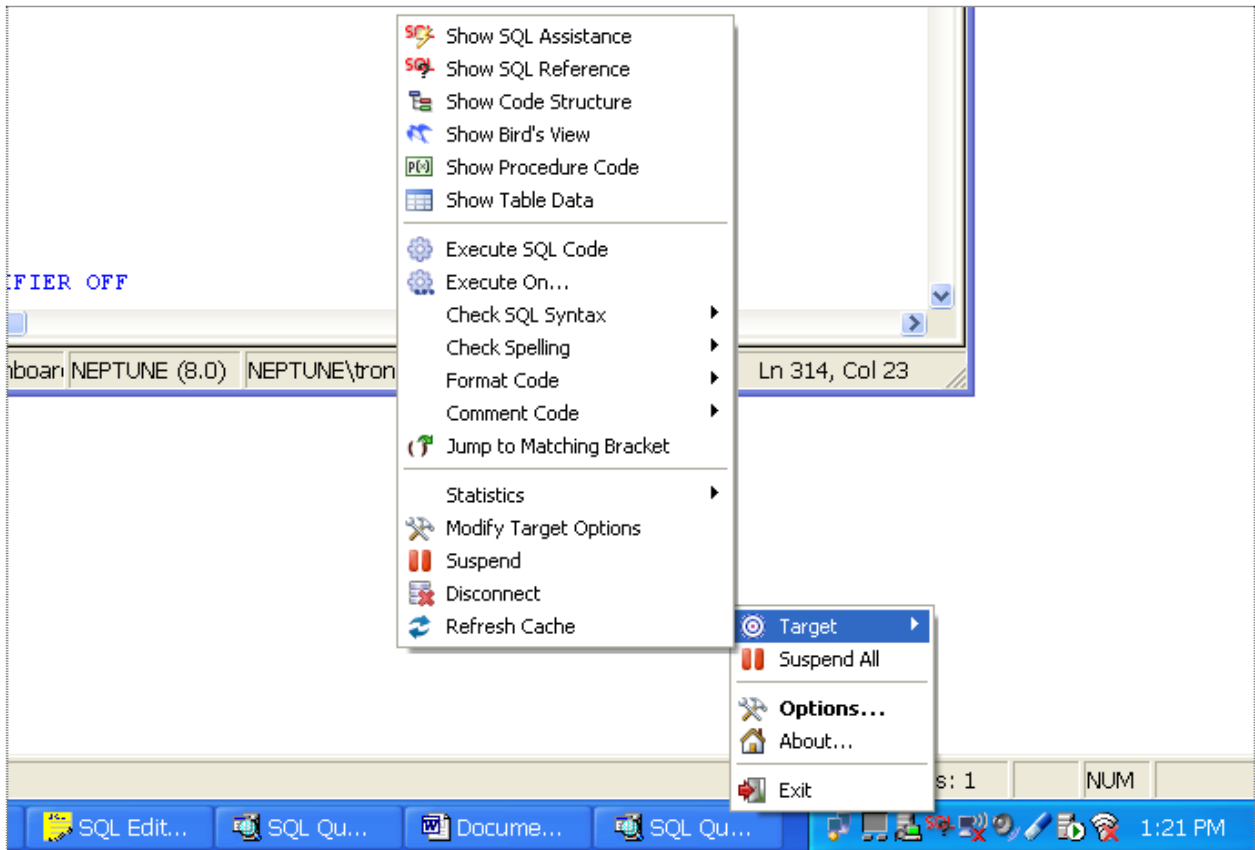 Show SQL Assistance
Show SQL Reference
Show Code Structure
Show Bird's View
Show Procedure Code
Show Table Data
Execute SQL Code
Execute On...
Check SQL Syntax
Check Spelling
Format Code
Comment Code
Jump to Matching Bracket
Statistics
Modify Target Options
Suspend
Disconnect
Refresh Cache
IFIER OFF
NEPTUNE (8.0) NEPTUNE\tron Ln 314, Col 23
Target
Suspend All
Options...
About...
Exit
s: 1 NUM
SQL Edit... SQL Qu... Docume... SQL Qu... 1:21 PM